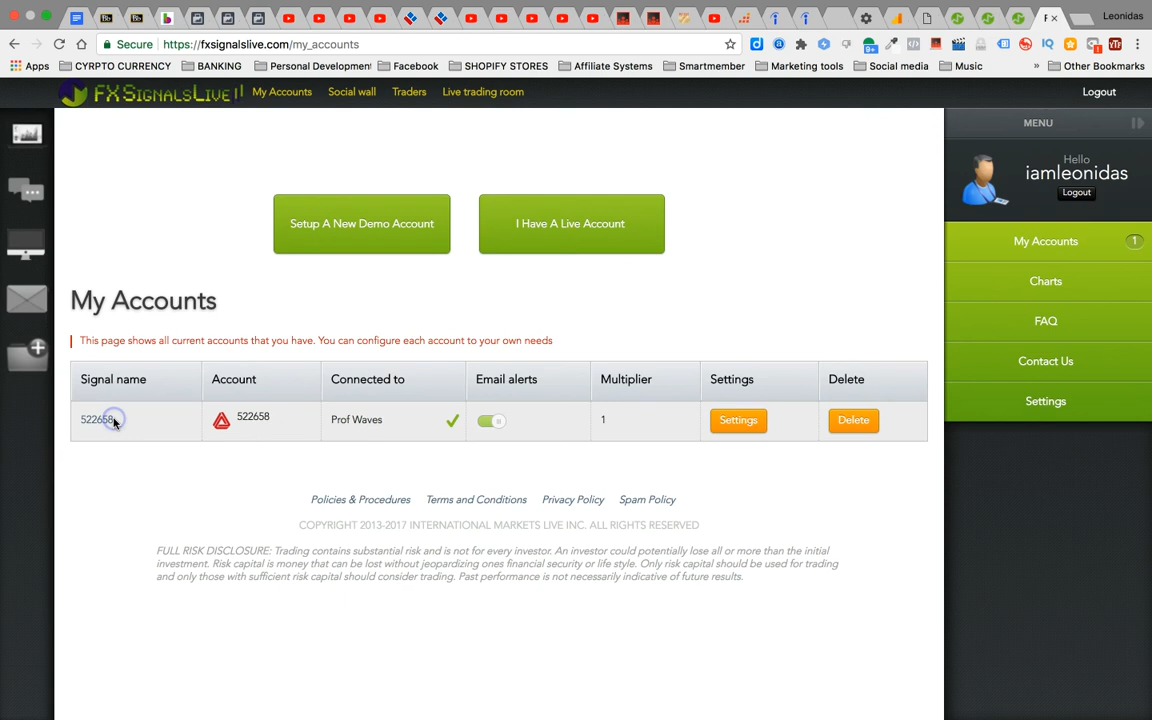 Leonidas
Secure https://fxsignalslive.com/my_accounts
Apps CYRPTO CURRENCY BANKING Personal Development Facebook SHOPIFY STORES Affiliate Systems Smartmember Marketing tools Social media Music » Other Bookmarks
FXSIGNALSLIVE My Accounts Social wall Traders Live trading room Logout
MENU
Hello
iamleonidas
Logout
Setup A New Demo Account I Have A Live Account
My Accounts 1
Charts
FAQ
Contact Us
Settings
My Accounts
This page shows all current accounts that you have. You can configure each account to your own needs
Signal name Account Connected to Email alerts Multiplier Settings Delete
522658 522658 Prof Waves 1 Settings Delete
Policies & Procedures Terms and Conditions Privacy Policy Spam Policy
COPYRIGHT 2013-2017 INTERNATIONAL MARKETS LIVE INC. ALL RIGHTS RESERVED
FULL RISK DISCLOSURE: Trading contains substantial risk and is not for every investor. An investor could potentially lose all or more than the initial
investment. Risk capital is money that can be lost without jeopardizing ones financial security or life style. Only risk capital should be used for trading
and only those with sufficient risk capital should consider trading. Past performance is not necessarily indicative of future results.